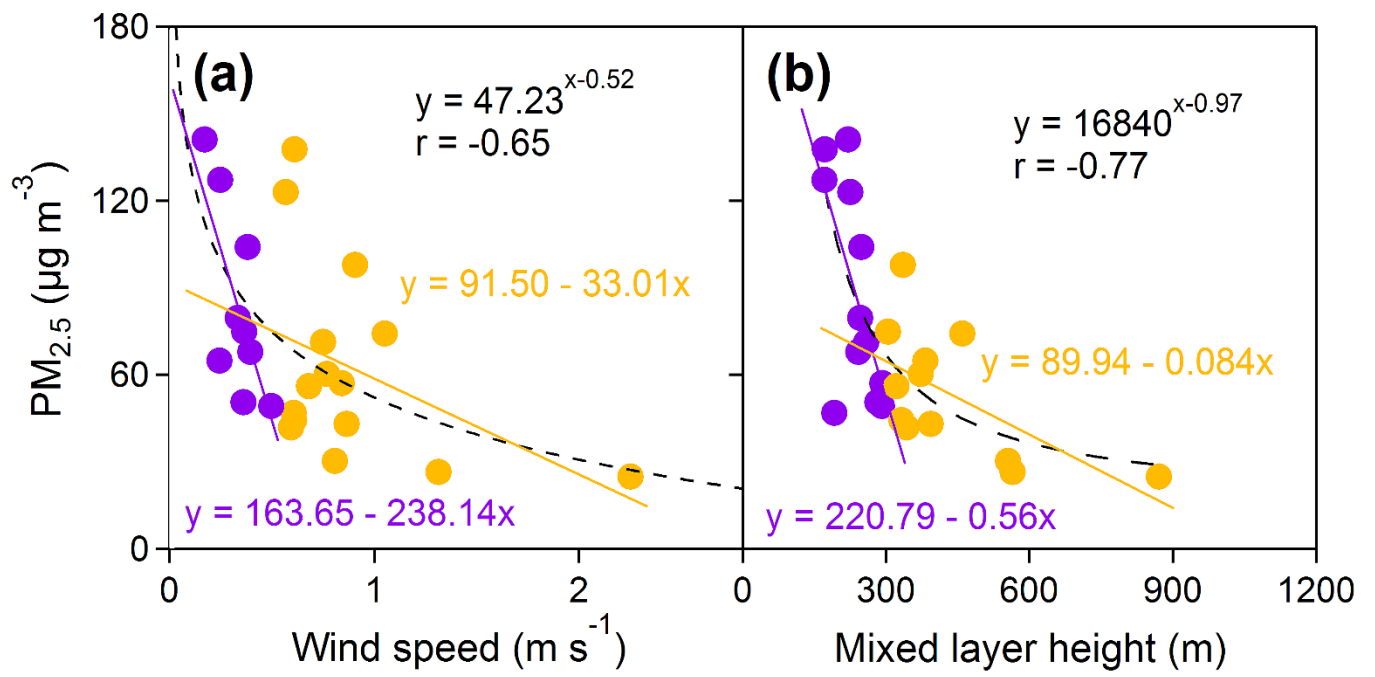 180
120
60
0
PM2.5 (µg m-3)
(a)
y = 47.23x-0.52
r = -0.65
y = 91.50 - 33.01x
y = 163.65 - 238.14x
0 1 2
Wind speed (m s-1)
(b)
y = 16840x-0.97
r = -0.77
y = 89.94 - 0.084x
y = 220.79 - 0.56x
0 300 600 900 1200
Mixed layer height (m)